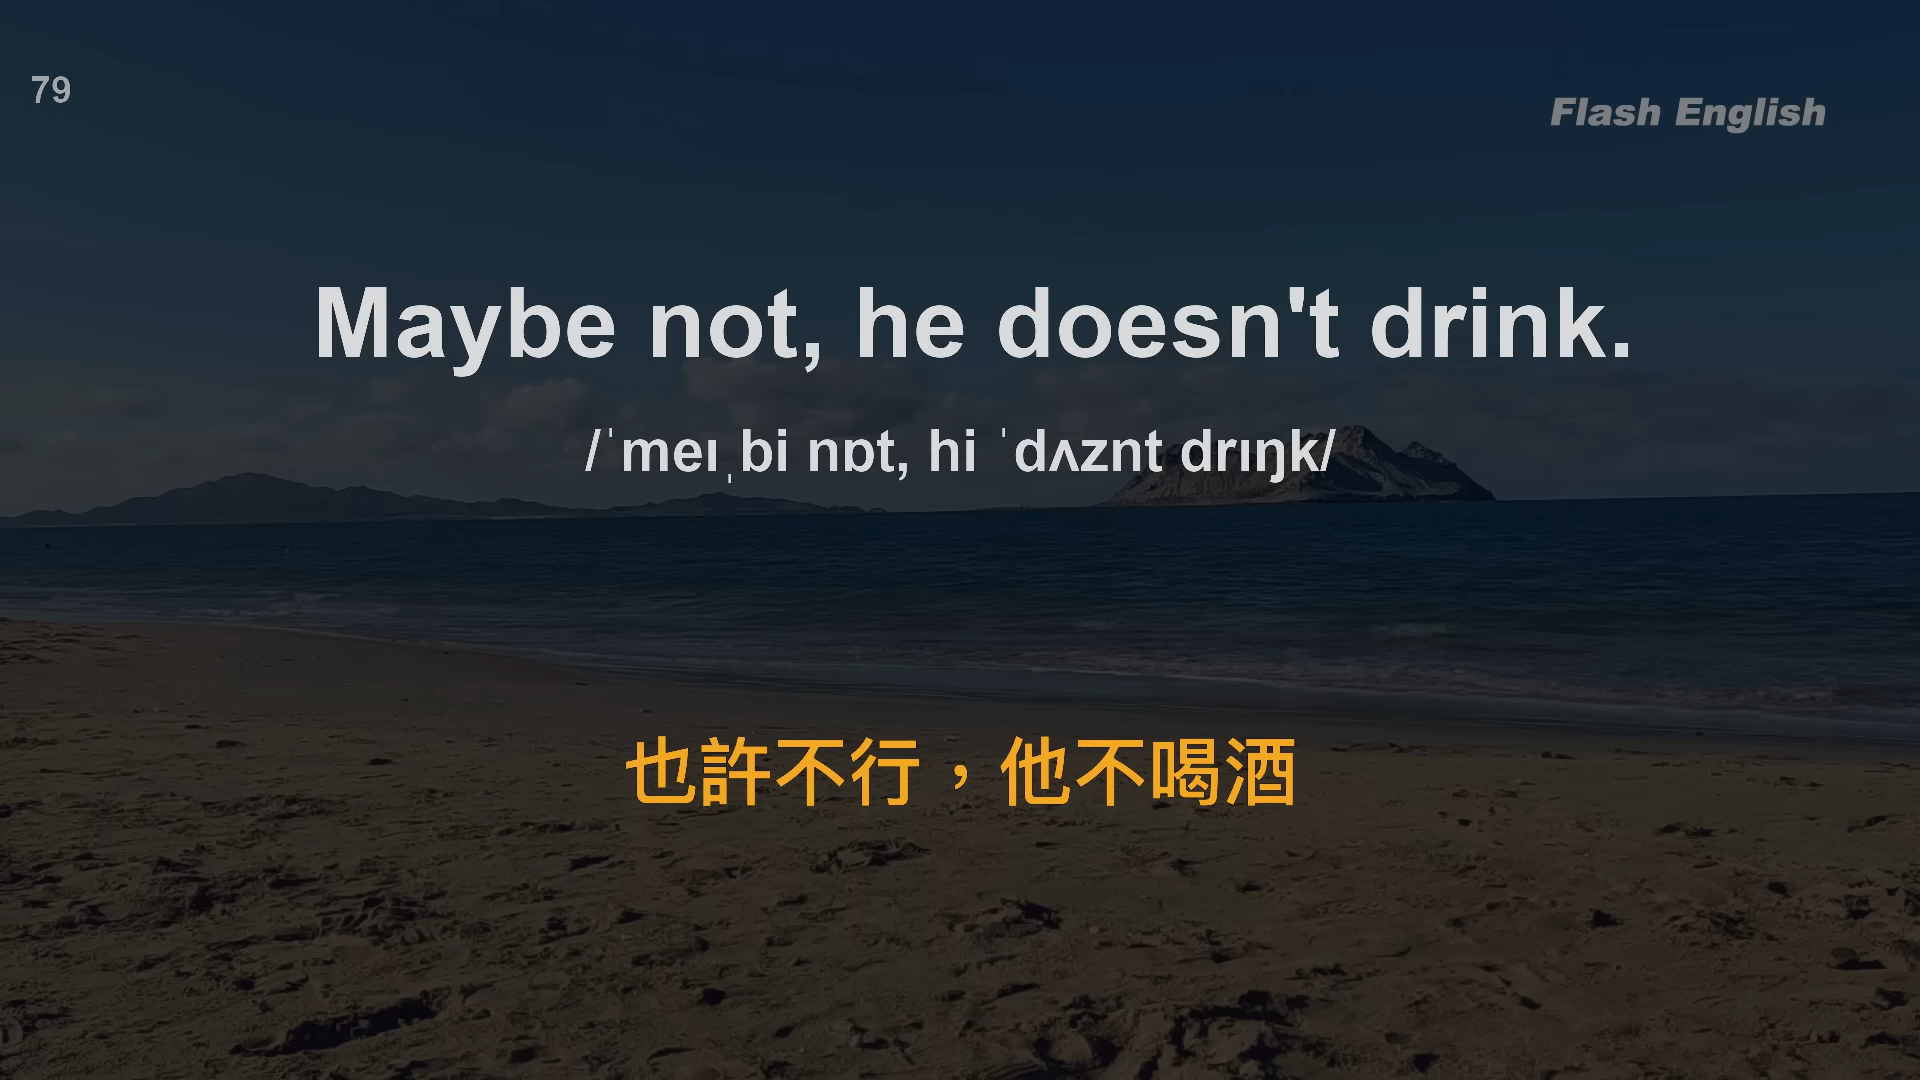 79
Flash English
Maybe not, he doesn't drink.
/ˈmeɪˌbi nɒt, hi ˈdʌznt drɪŋk/
也許不行，他不喝酒